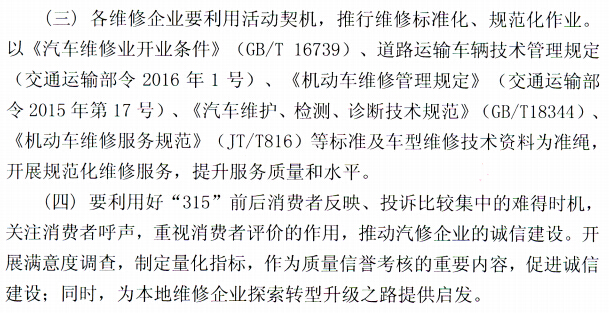 （三）各维修企业要利用活动契机，推行维修标准化、规范化作业。
以《汽车维修业开业条件》（GB/T 16739）、道路运输车辆技术管理规定
（交通运输部令 2016 年 1 号）、《机动车维修管理规定》（交通运输部
令 2015 年第 17 号）、《汽车维护、检测、诊断技术规范》（GB/T18344）、
《机动车维修服务规范》（JT/T816）等标准及车型维修技术资料为准绳，
开展规范化维修服务，提升服务质量和水平。
（四）要利用好“315”前后消费者反映、投诉比较集中的难得时机，
关注消费者呼声，重视消费者评价的作用，推动汽修企业的诚信建设。开
展满意度调查，制定量化指标，作为质量信誉考核的重要内容，促进诚信
建设；同时，为本地维修企业探索转型升级之路提供启发。